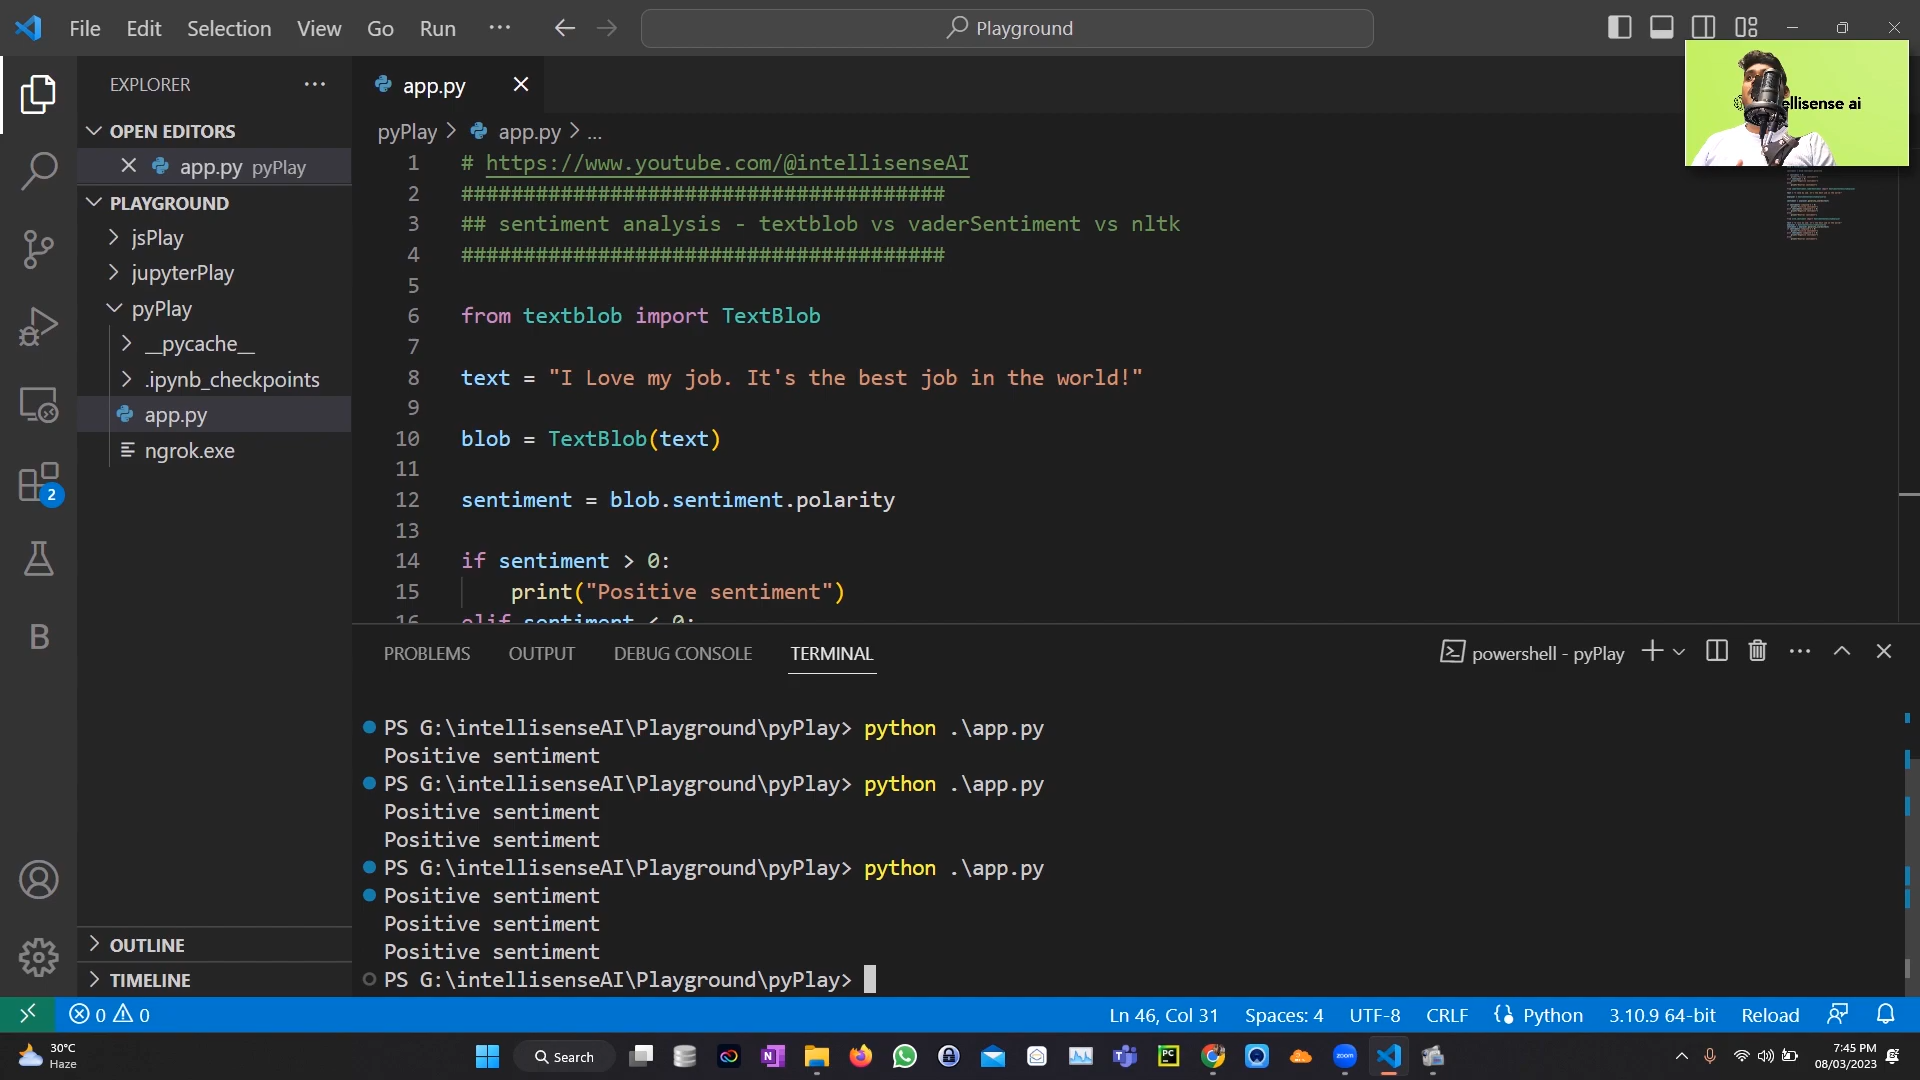 File Edit Selection View Go Run ···
Playground
EXPLORER ···
OPEN EDITORS
app.py pyPlay
PLAYGROUND
jsPlay
jupyterPlay
pyPlay
__pycache__
.ipynb_checkpoints
app.py
ngrok.exe
OUTLINE
TIMELINE
2
B
app.py
pyPlay > app.py > ...
1 # https://www.youtube.com/@intellisenseAI
2 #######################################
3 ## sentiment analysis - textblob vs vaderSentiment vs nltk
4 #######################################
5
6 from textblob import TextBlob
7
8 text = "I Love my job. It's the best job in the world!"
9
10 blob = TextBlob(text)
11
12 sentiment = blob.sentiment.polarity
13
14 if sentiment > 0:
15 print("Positive sentiment")
16 elif sentiment < 0:
ellisense ai
PROBLEMS OUTPUT DEBUG CONSOLE TERMINAL
powershell - pyPlay
PS G:\intellisenseAI\Playground\pyPlay> python .\app.py
Positive sentiment
PS G:\intellisenseAI\Playground\pyPlay> python .\app.py
Positive sentiment
Positive sentiment
PS G:\intellisenseAI\Playground\pyPlay> python .\app.py
Positive sentiment
Positive sentiment
Positive sentiment
PS G:\intellisenseAI\Playground\pyPlay>
0 0 Ln 46, Col 31 Spaces: 4 UTF-8 CRLF Python 3.10.9 64-bit Reload
30°C
Haze
Search
zoom
7:45 PM
08/03/2023